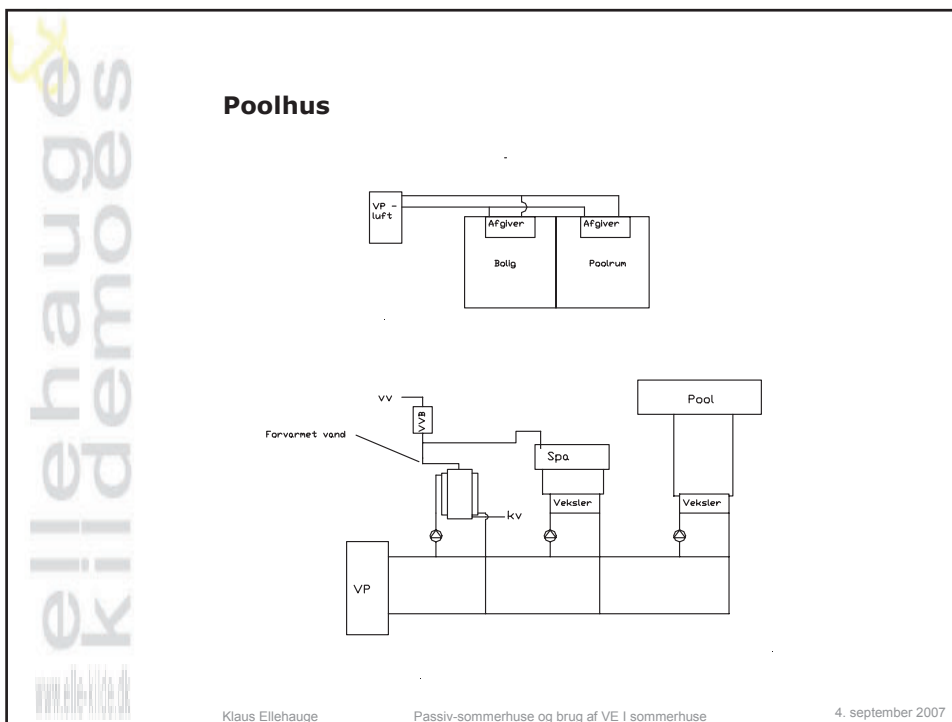 ellehauge &
kildemoes
www.elle-kilde.dk
Poolhus
VP -
luft
Afgiver
Afgiver
Bolig
Poolrum
vv
VVB
Forvarmet vand
kv
Spa
Veksler
Pool
Veksler
VP
Klaus Ellehauge
Passiv-sommerhuse og brug af VE I sommerhuse
4. september 2007